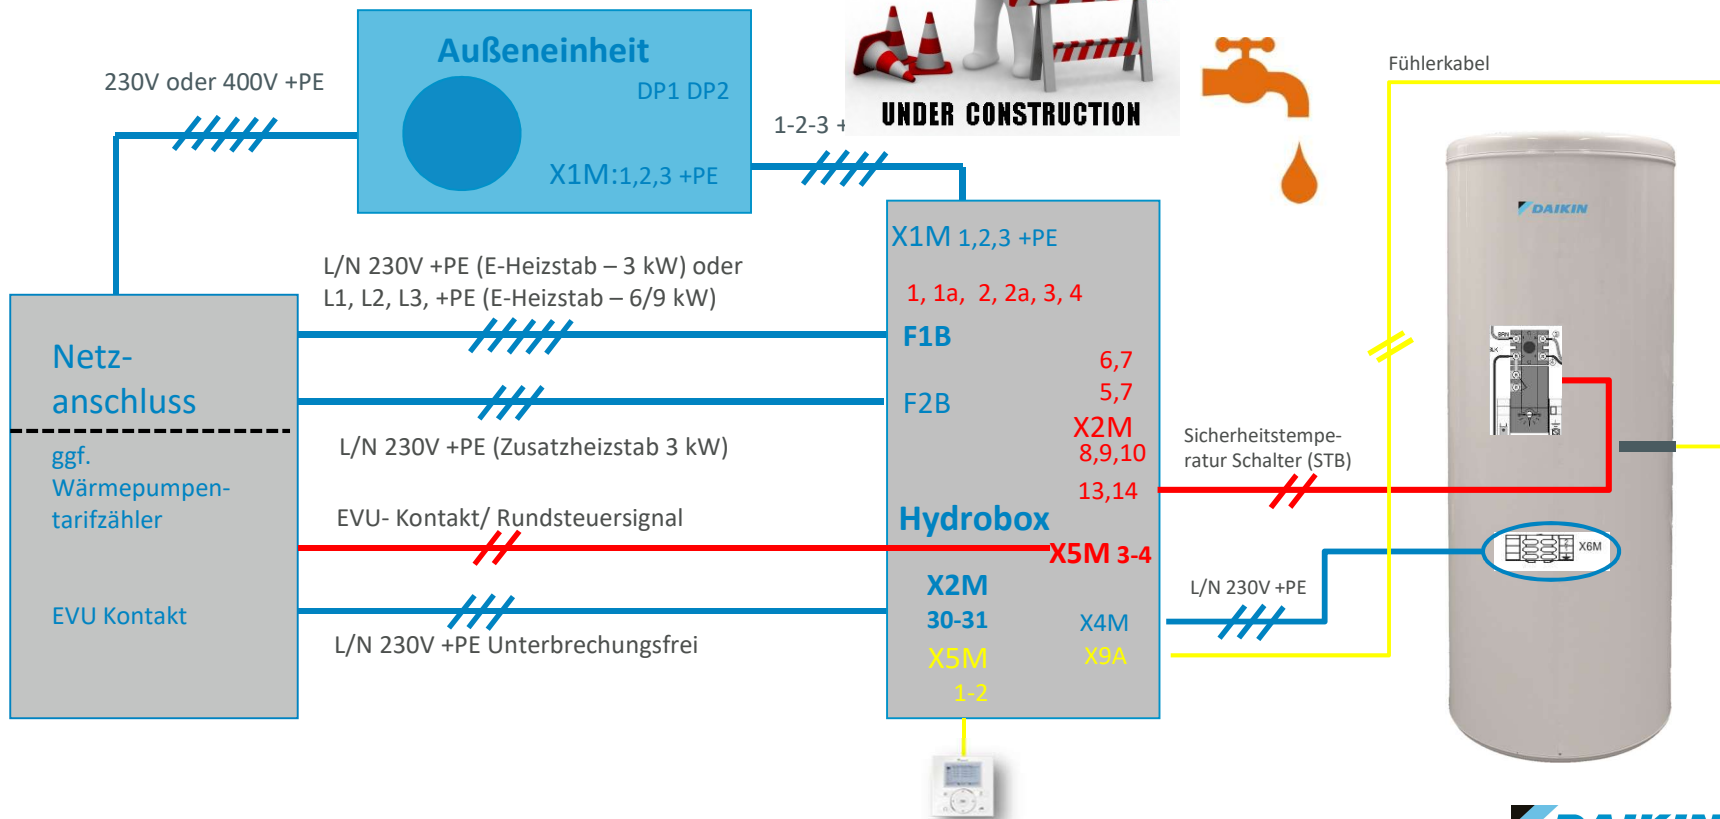 Außeneinheit
230V oder 400V +PE
DP1 DP2
X1M:1,2,3 +PE
1-2-3 +
UNDER CONSTRUCTION
Fühlerkabel
DAIKIN
X1M 1,2,3 +PE
L/N 230V +PE (E-Heizstab – 3 kW) oder
L1, L2, L3, +PE (E-Heizstab – 6/9 kW)
1, 1a, 2, 2a, 3, 4
F1B
Netz-
anschluss
6,7
5,7
F2B
X2M
8,9,10
L/N 230V +PE (Zusatzheizstab 3 kW)
Sicherheitstempe-
ratur Schalter (STB)
ggf.
Wärmepumpen-
tarifzähler
13,14
EVU- Kontakt/ Rundsteuersignal
Hydrobox
X5M 3-4
X6M
X2M
30-31
L/N 230V +PE
EVU Kontakt
X4M
L/N 230V +PE Unterbrechungsfrei
X5M
X9A
1-2
DAIKIN